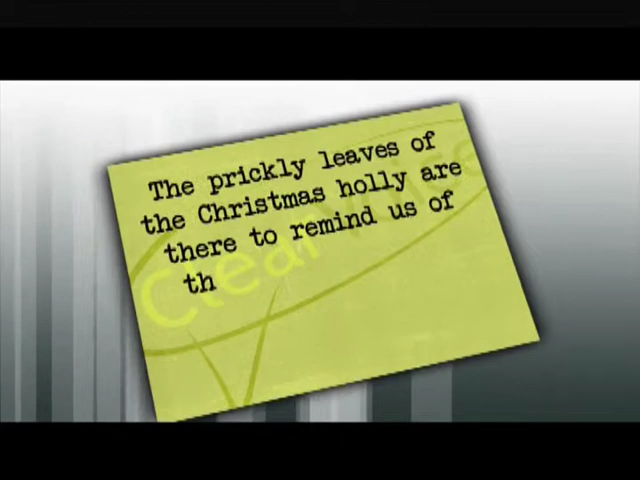 The prickly leaves of
the Christmas holly are
there to remind us of
th